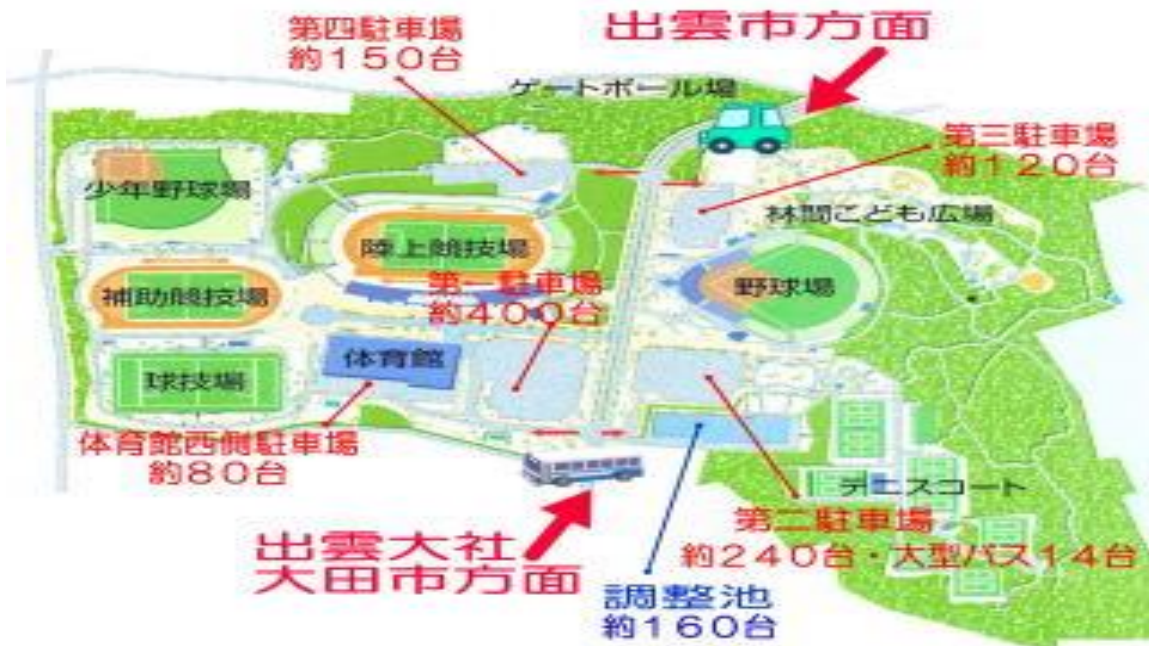 第四駐車場
約150台
出雲市方面
ゲートボール場
第三駐車場
約120台
少年野球場
林間こども広場
陸上競技場
補助競技場
第一駐車場
約400台
野球場
体育館
球技場
体育館西側駐車場
約80台
テニスコート
第二駐車場
約240台・大型バス14台
出雲大社
大田市方面
調整池
約160台